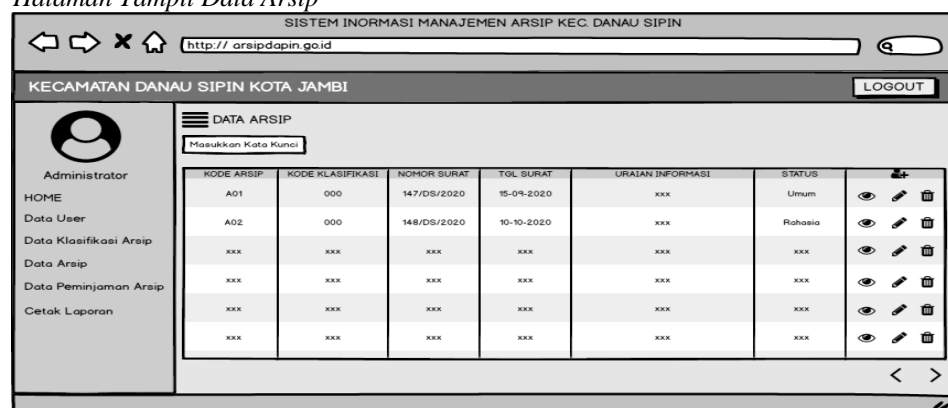 Halaman Tampil Data Arsip
SISTEM INORMASI MANAJEMEN ARSIP KEC. DANAU SIPIN
http:// arsipdapin.go.id
KECAMATAN DANAU SIPIN KOTA JAMBI
LOGOUT
Administrator
HOME
Data User
Data Klasifikasi Arsip
Data Arsip
Data Peminjaman Arsip
Cetak Laporan
DATA ARSIP
Masukkan Kata Kunci
KODE ARSIP KODE KLASIFIKASI NOMOR SURAT TGL SURAT URAIAN INFORMASI STATUS
A01 000 147/DS/2020 15-09-2020 xxx Umum
A02 000 148/DS/2020 10-10-2020 xxx Rahasia
xxx xxx xxx xxx xxx xxx
xxx xxx xxx xxx xxx xxx
xxx xxx xxx xxx xxx xxx
xxx xxx xxx xxx xxx xxx